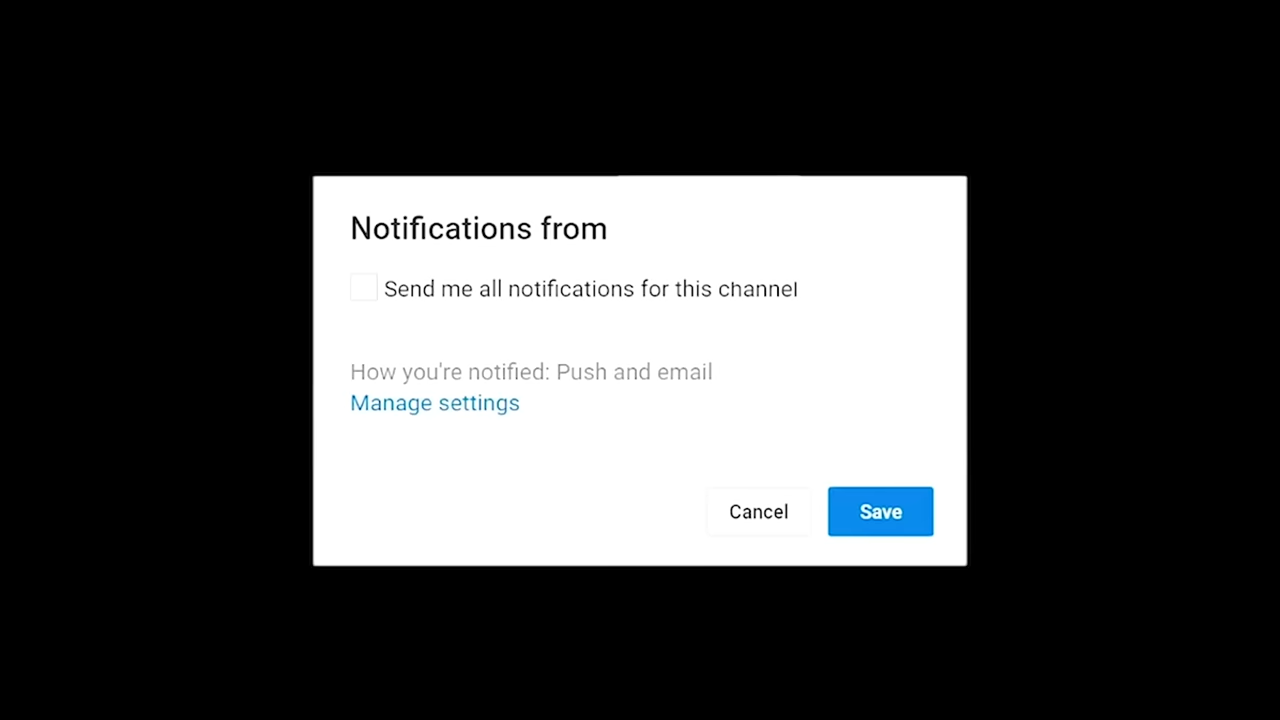 Notifications from
Send me all notifications for this channel
How you're notified: Push and email
Manage settings
Cancel
Save